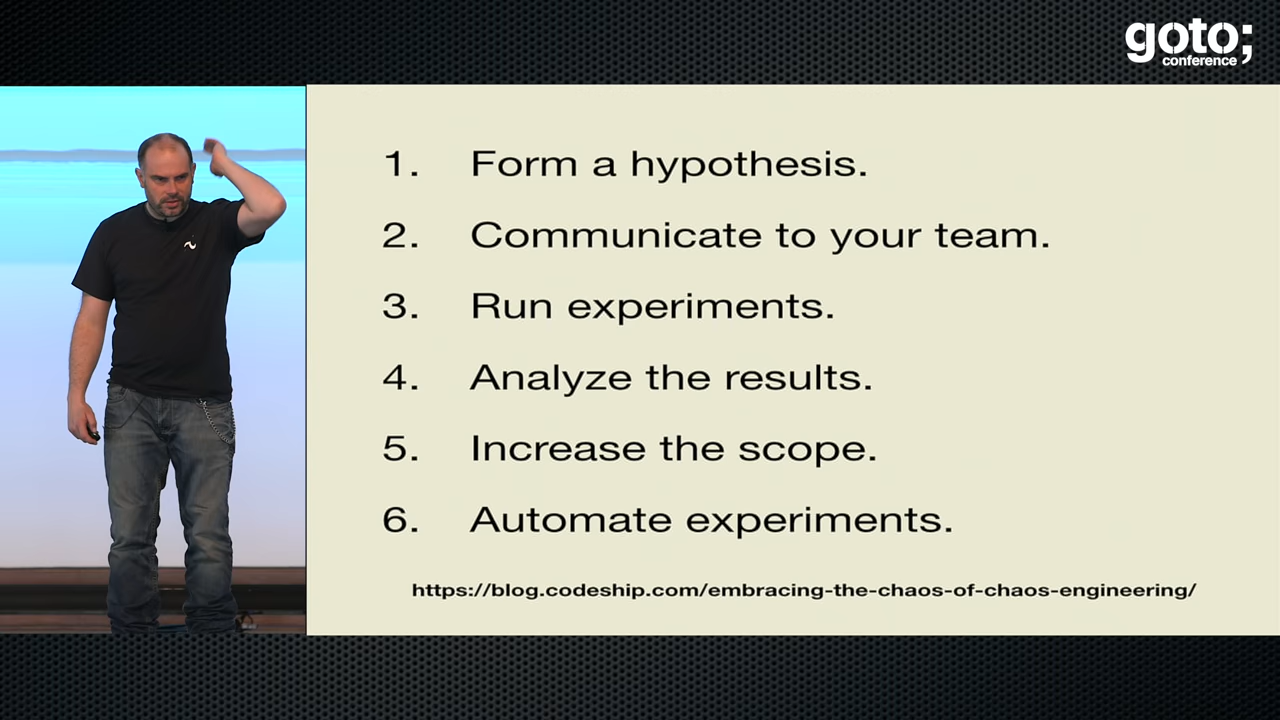 goto;
conference
1. Form a hypothesis.
2. Communicate to your team.
3. Run experiments.
4. Analyze the results.
5. Increase the scope.
6. Automate experiments.
https://blog.codeship.com/embracing-the-chaos-of-chaos-engineering/